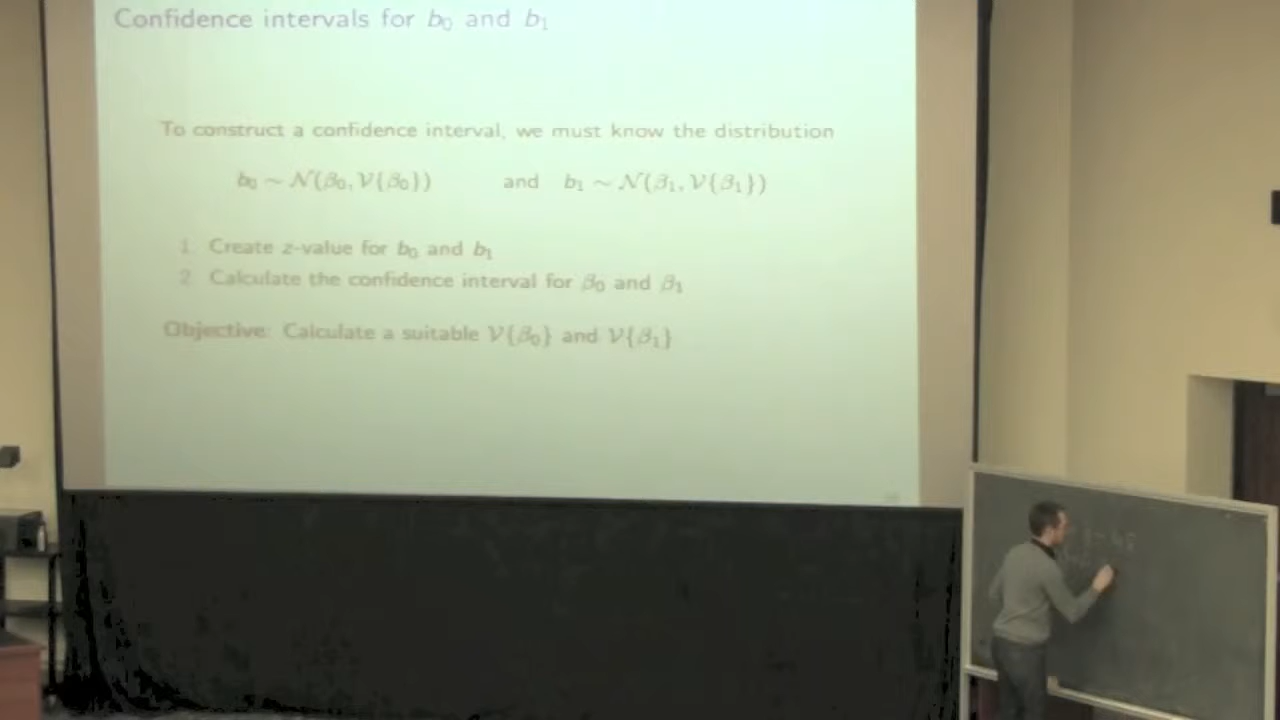 Confidence intervals for b₀ and b₁
To construct a confidence interval, we must know the distribution
b₀ ~ N(β₀, V{β₀}) and b₁ ~ N(β₁, V{β₁})
1. Create z-value for b₀ and b₁
2. Calculate the confidence interval for β₀ and β₁
Objective: Calculate a suitable V{β₀} and V{β₁}